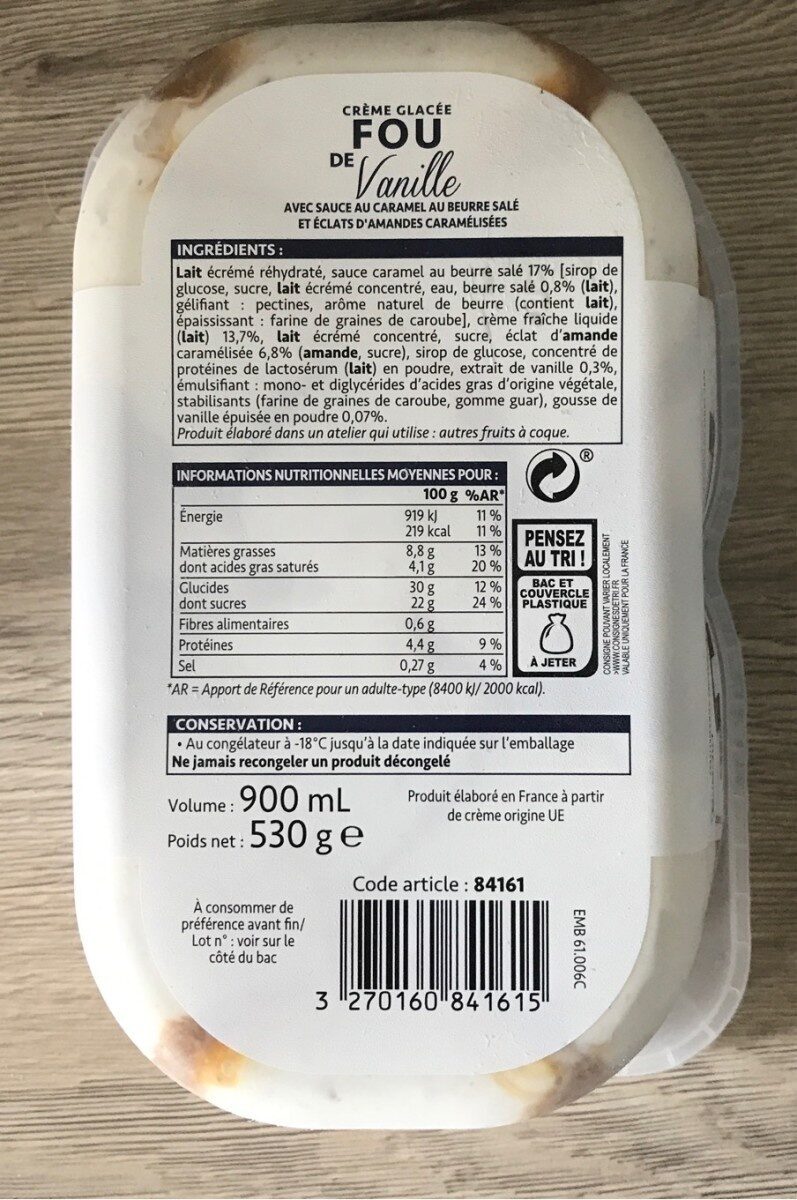 CRÈME GLACÉE
FOU
DE Vanille
AVEC SAUCE AU CARAMEL AU BEURRE SALÉ
ET ÉCLATS D'AMANDES CARAMÉLISÉES
INGRÉDIENTS :
Lait écrémé réhydraté, sauce caramel au beurre salé 17% [sirop de
glucose, sucre, lait écrémé concentré, eau, beurre salé 0,8% (lait),
gélifiant : pectines, arôme naturel de beurre (contient lait),
épaississant : farine de graines de caroube], crème fraîche liquide
(lait) 13,7%, lait écrémé concentré, sucre, éclat d'amande
caramélisée 6,8% (amande, sucre), sirop de glucose, concentré de
protéines de lactosérum (lait) en poudre, extrait de vanille 0,3%,
émulsifiant : mono- et diglycérides d'acides gras d'origine végétale,
stabilisants (farine de graines de caroube, gomme guar), gousse de
vanille épuisée en poudre 0,07%.
Produit élaboré dans un atelier qui utilise : autres fruits à coque.
INFORMATIONS NUTRITIONNELLES MOYENNES POUR :
100 g %AR*
Énergie 919 kJ 11 %
219 kcal 11 %
Matières grasses 8,8 g 13 %
dont acides gras saturés 4,1 g 20 %
Glucides 30 g 12 %
dont sucres 22 g 24 %
Fibres alimentaires 0,6 g
Protéines 4,4 g 9 %
Sel 0,27 g 4 %
*AR = Apport de Référence pour un adulte-type (8400 kJ/ 2000 kcal).
®
PENSEZ
AU TRI !
BAC ET
COUVERCLE
PLASTIQUE
À JETER
CONSIGNE POUVANT VARIER LOCALEMENT
>WWW.CONSIGNESDETRI.FR
VALABLE UNIQUEMENT POUR LA FRANCE
CONSERVATION :
• Au congélateur à -18°C jusqu'à la date indiquée sur l'emballage
Ne jamais recongeler un produit décongelé
Volume : 900 mL
Poids net : 530 g e
Produit élaboré en France à partir
de crème origine UE
Code article : 84161
À consommer de
préférence avant fin/
Lot n° : voir sur le
côté du bac
EMB 61.006C
3 270160 841615